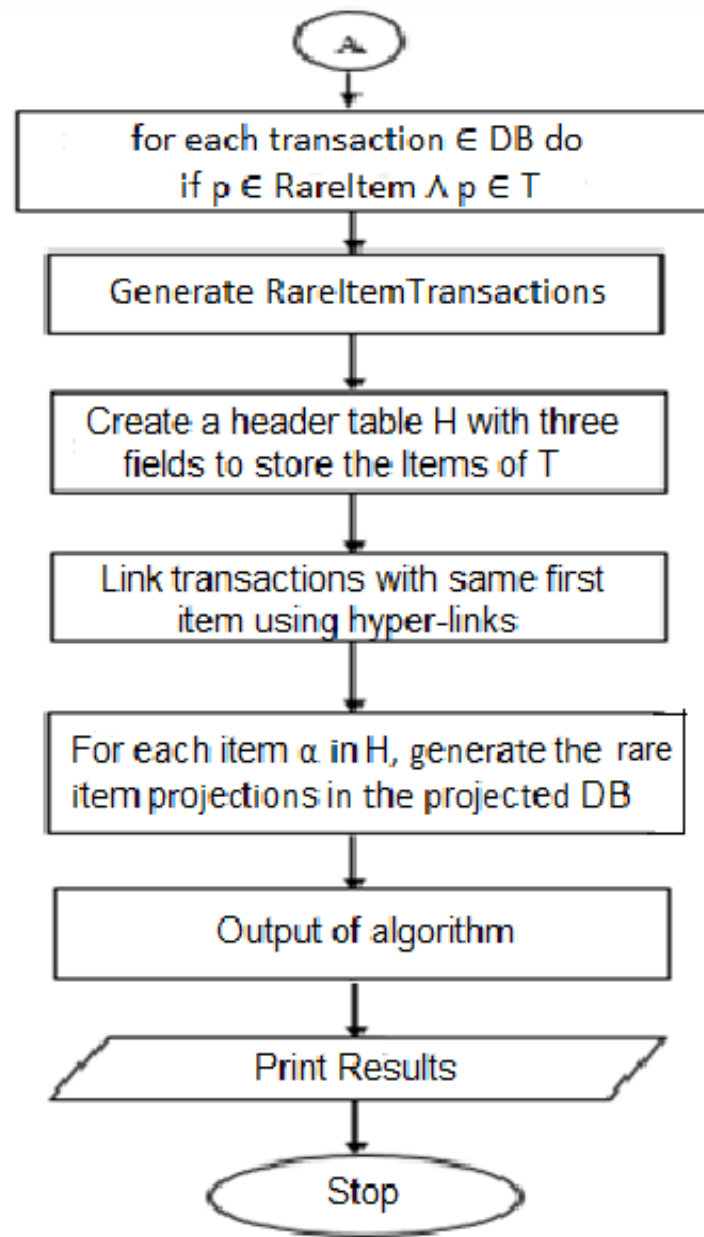 A
for each transaction ∈ DB do
if p ∈ RareItem Λ p ∈ T
Generate RareItemTransactions
Create a header table H with three
fields to store the Items of T
Link transactions with same first
item using hyper-links
For each item α in H, generate the rare
item projections in the projected DB
Output of algorithm
Print Results
Stop